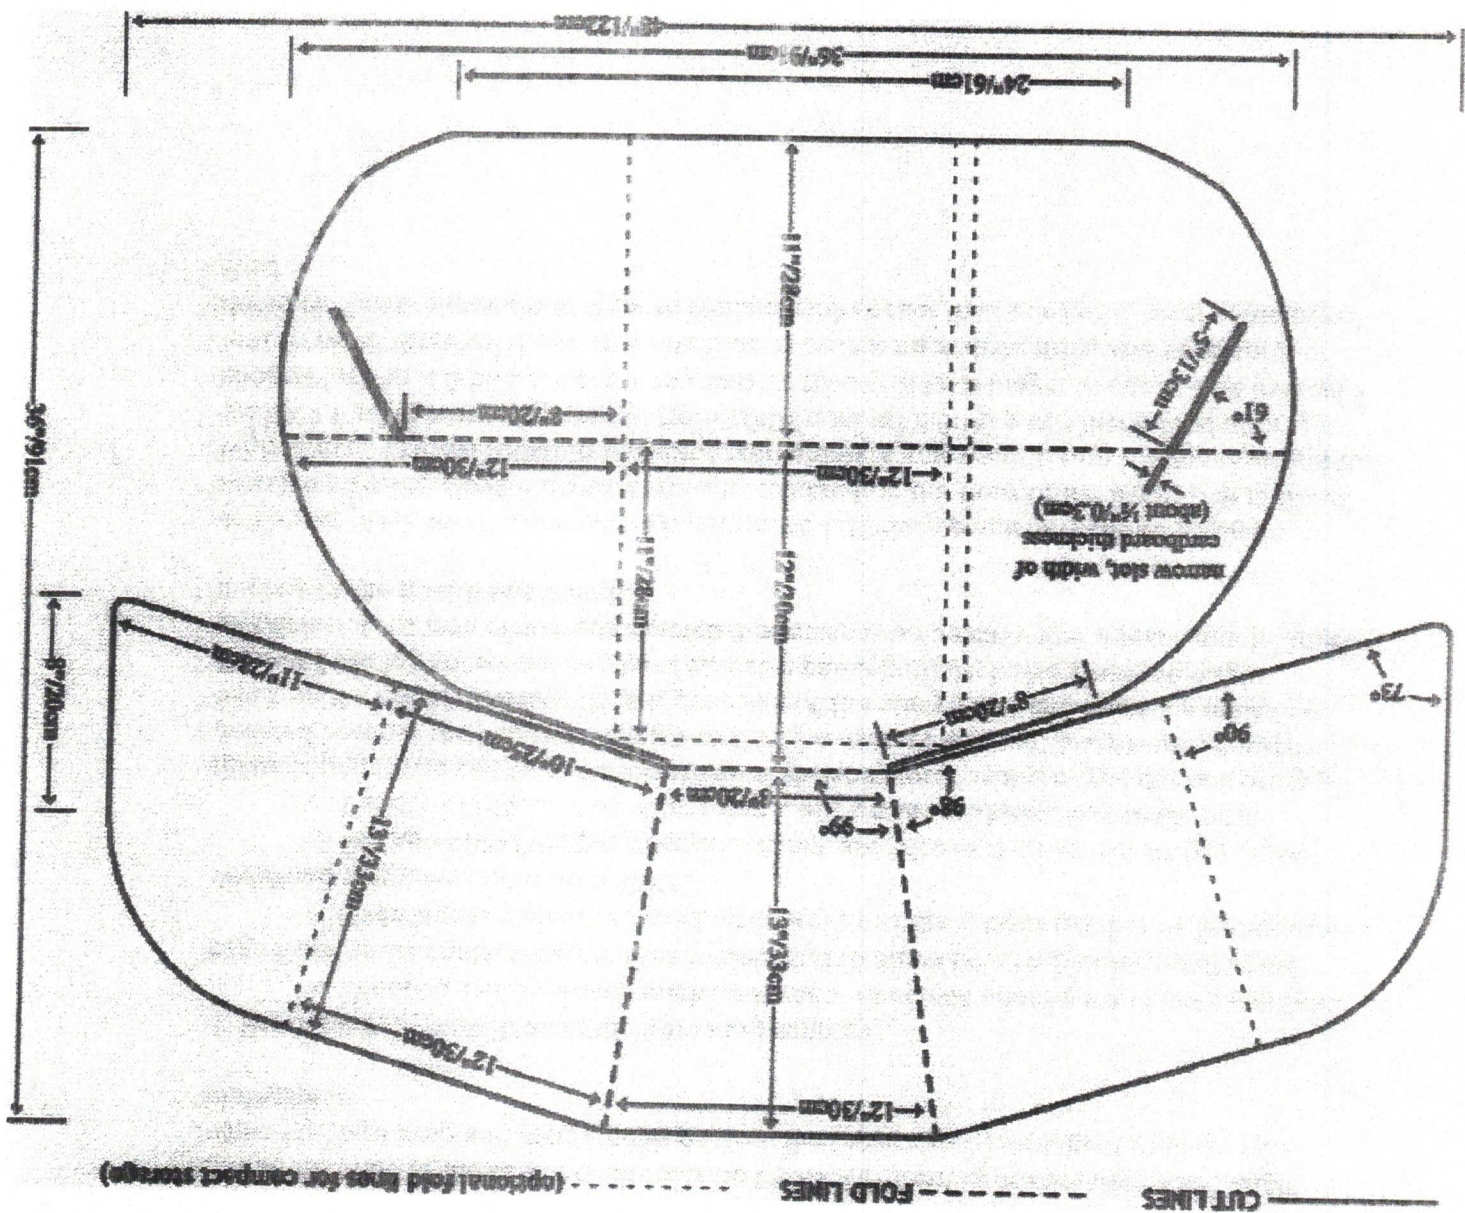 CUT LINES
FOLD LINES
(optional fold lines for compact storage)
12"/30cm
12"/30cm
13"/33cm
13"/33cm
99°
98°
8"/20cm
10"/25cm
90°
8"/20cm
73°
11"/28cm
8"/20cm
12"/30cm
11"/28cm
narrow slot, width of
cardboard thickness
(about ⅛"/0.3cm)
12"/30cm
12"/30cm
36"/91cm
61°
8"/20cm
5"/13cm
11"/28cm
24"/61cm
36"/91cm
48"/122cm